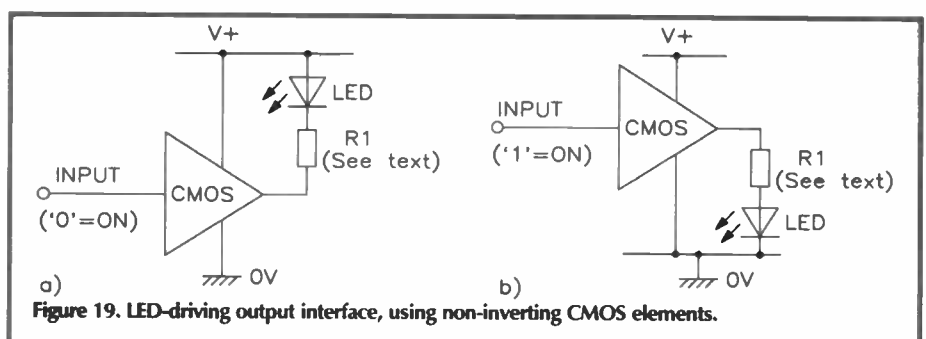 V+
LED
R1
(See text)
INPUT
CMOS
('0'=ON)
0V
a)
V+
INPUT
CMOS
('1'=ON)
R1
(See text)
LED
0V
b)
Figure 19. LED-driving output interface, using non-inverting CMOS elements.